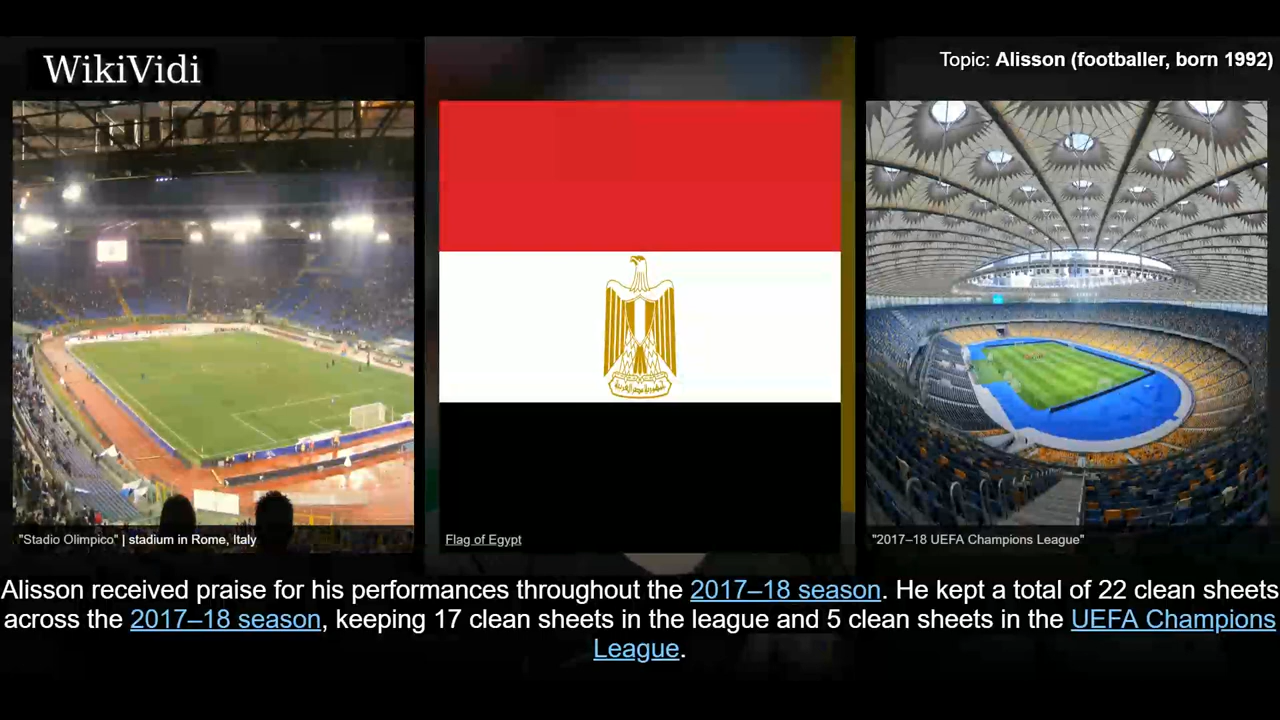 WikiVidi
Topic: Alisson (footballer, born 1992)
"Stadio Olimpico" | stadium in Rome, Italy
Flag of Egypt
"2017–18 UEFA Champions League"
Alisson received praise for his performances throughout the 2017–18 season. He kept a total of 22 clean sheets
across the 2017–18 season, keeping 17 clean sheets in the league and 5 clean sheets in the UEFA Champions
League.